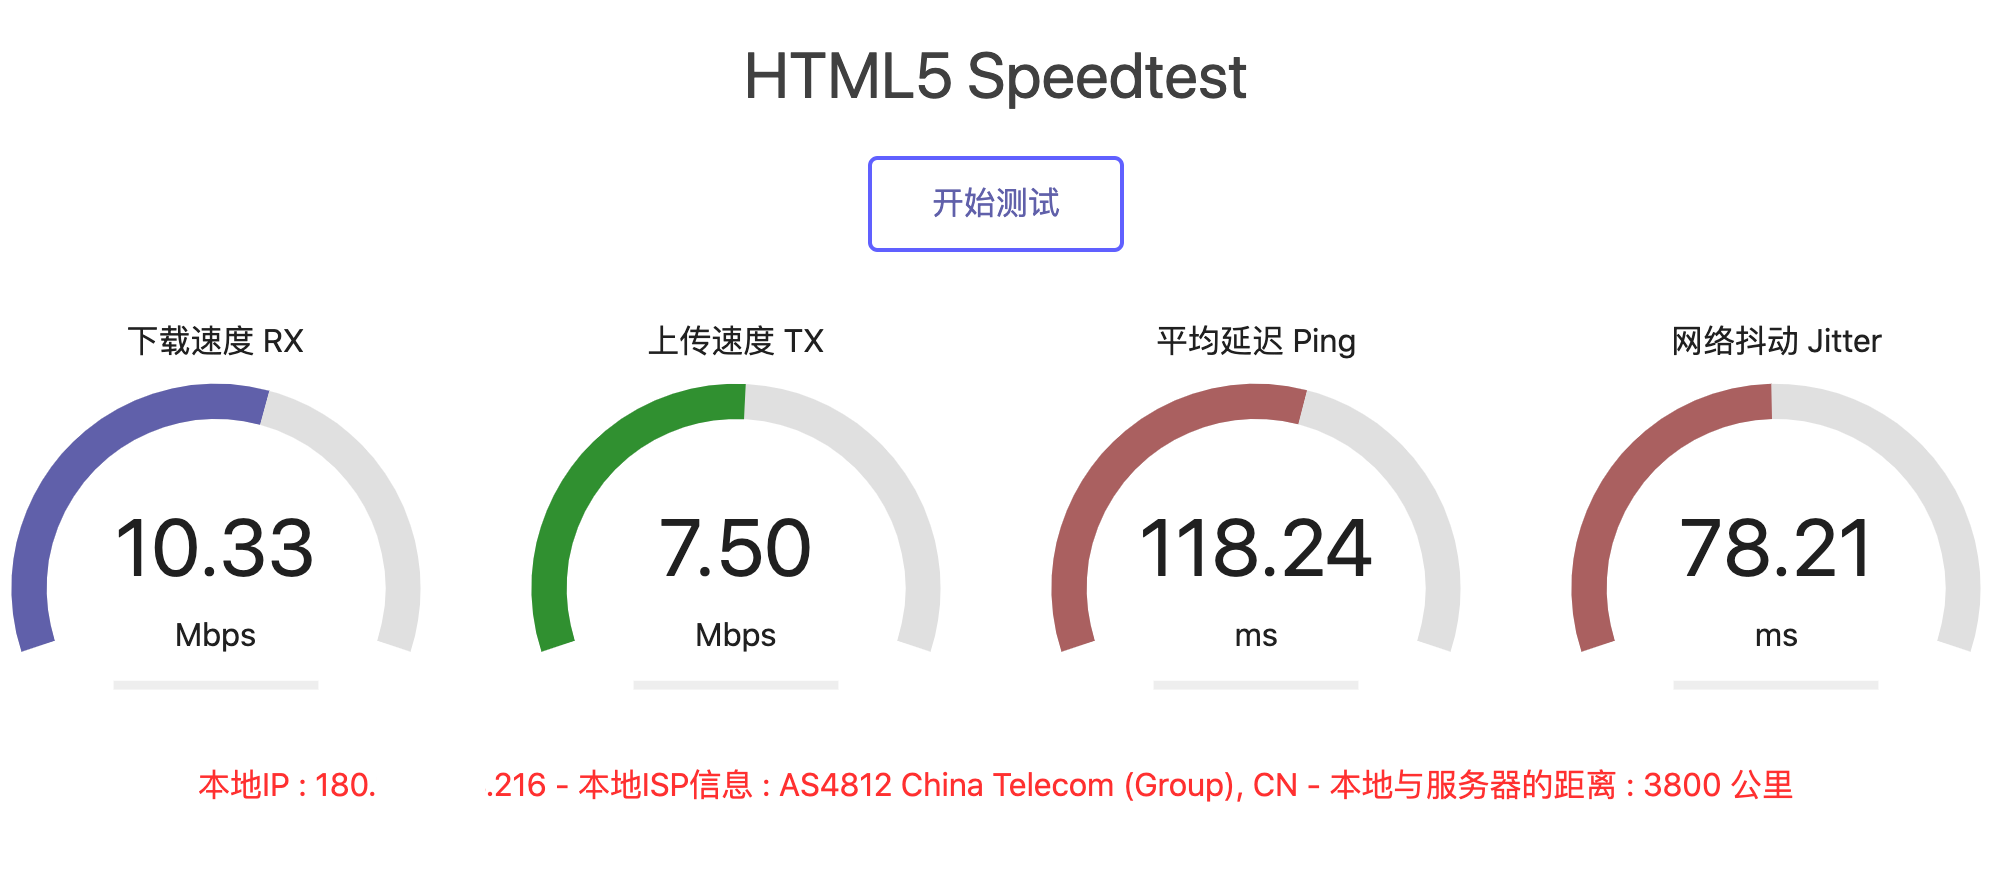 HTML5 Speedtest
开始测试
下载速度 RX
上传速度 TX
平均延迟 Ping
网络抖动 Jitter
10.33
7.50
118.24
78.21
Mbps
Mbps
ms
ms
本地IP : 180. .216 - 本地ISP信息 : AS4812 China Telecom (Group), CN - 本地与服务器的距离 : 3800 公里